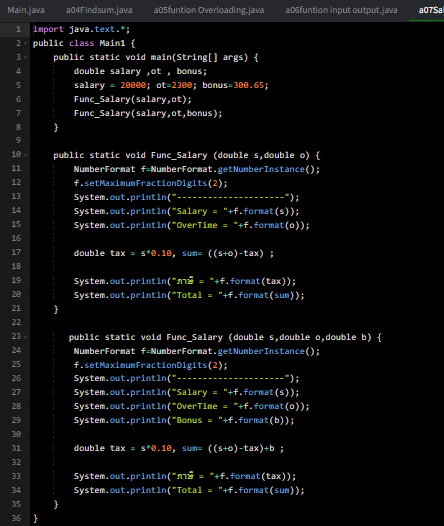 Main.java a04Findsum.java a05funtion Overloading.java a06funtion input output.java a07Sal
1 import java.text.*;
2 public class Main1 {
3 public static void main(String[] args) {
4 double salary ,ot , bonus;
5 salary = 20000; ot=2300; bonus=300.65;
6 Func_Salary(salary,ot);
7 Func_Salary(salary,ot,bonus);
8 }
9
10 public static void Func_Salary (double s,double o) {
11 NumberFormat f=NumberFormat.getNumberInstance();
12 f.setMaximumFractionDigits(2);
13 System.out.println("---------------------");
14 System.out.println("Salary = "+f.format(s));
15 System.out.println("OverTime = "+f.format(o));
16
17 double tax = s*0.10, sum= ((s+o)-tax) ;
18
19 System.out.println("ภาษี = "+f.format(tax));
20 System.out.println("Total = "+f.format(sum));
21 }
22
23 public static void Func_Salary (double s,double o,double b) {
24 NumberFormat f=NumberFormat.getNumberInstance();
25 f.setMaximumFractionDigits(2);
26 System.out.println("---------------------");
27 System.out.println("Salary = "+f.format(s));
28 System.out.println("OverTime = "+f.format(o));
29 System.out.println("Bonus = "+f.format(b));
30
31 double tax = s*0.10, sum= ((s+o)-tax)+b ;
32
33 System.out.println("ภาษี = "+f.format(tax));
34 System.out.println("Total = "+f.format(sum));
35 }
36 }